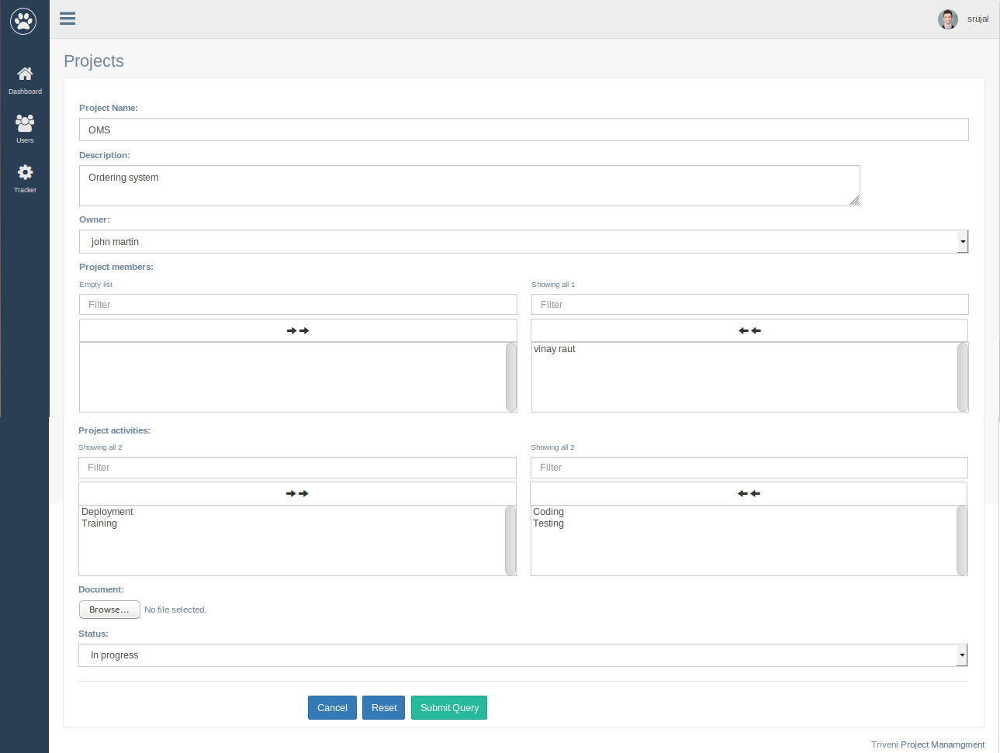 srujal
Projects
Dashboard
Users
Tracker
Project Name:
OMS
Description:
Ordering system
Owner:
john martin
Project members:
Empty list
Showing all 1
Filter
Filter
vinay raut
Project activities:
Showing all 2
Showing all 2
Filter
Filter
Deployment
Training
Coding
Testing
Document:
Browse...
No file selected.
Status:
In progress
Cancel
Reset
Submit Query
Triveni Project Manamgment